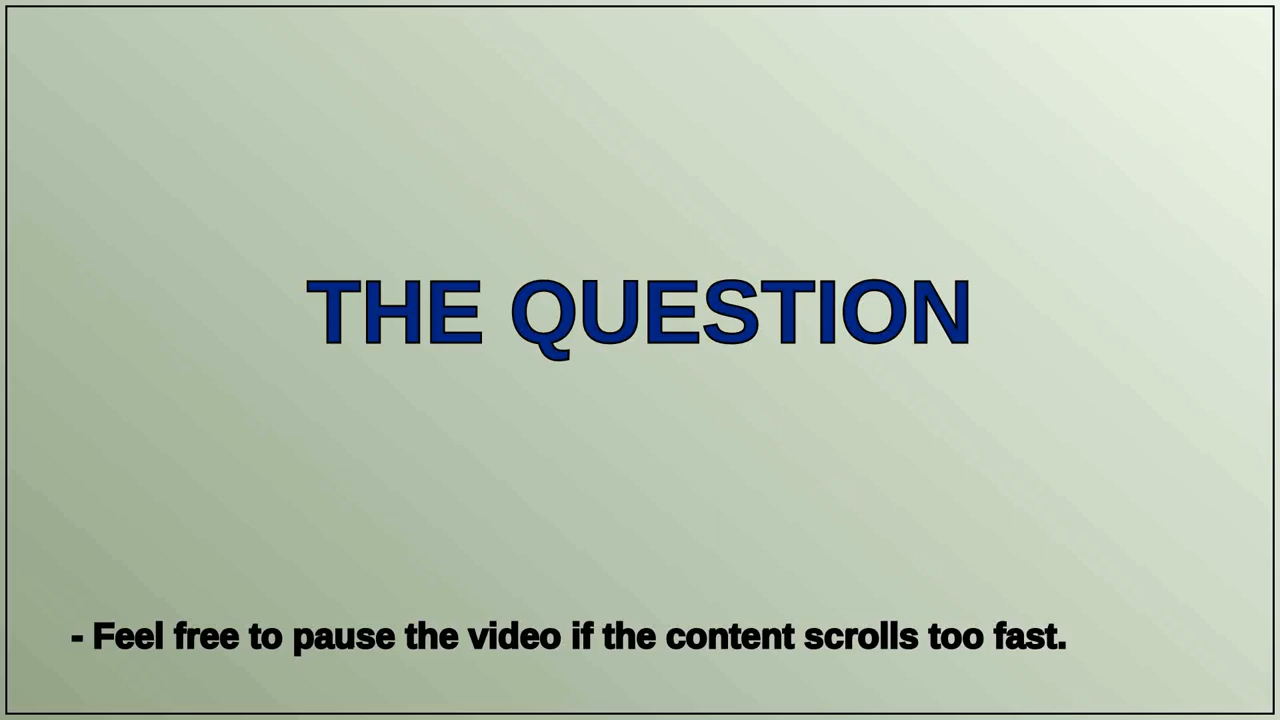 THE QUESTION
- Feel free to pause the video if the content scrolls too fast.